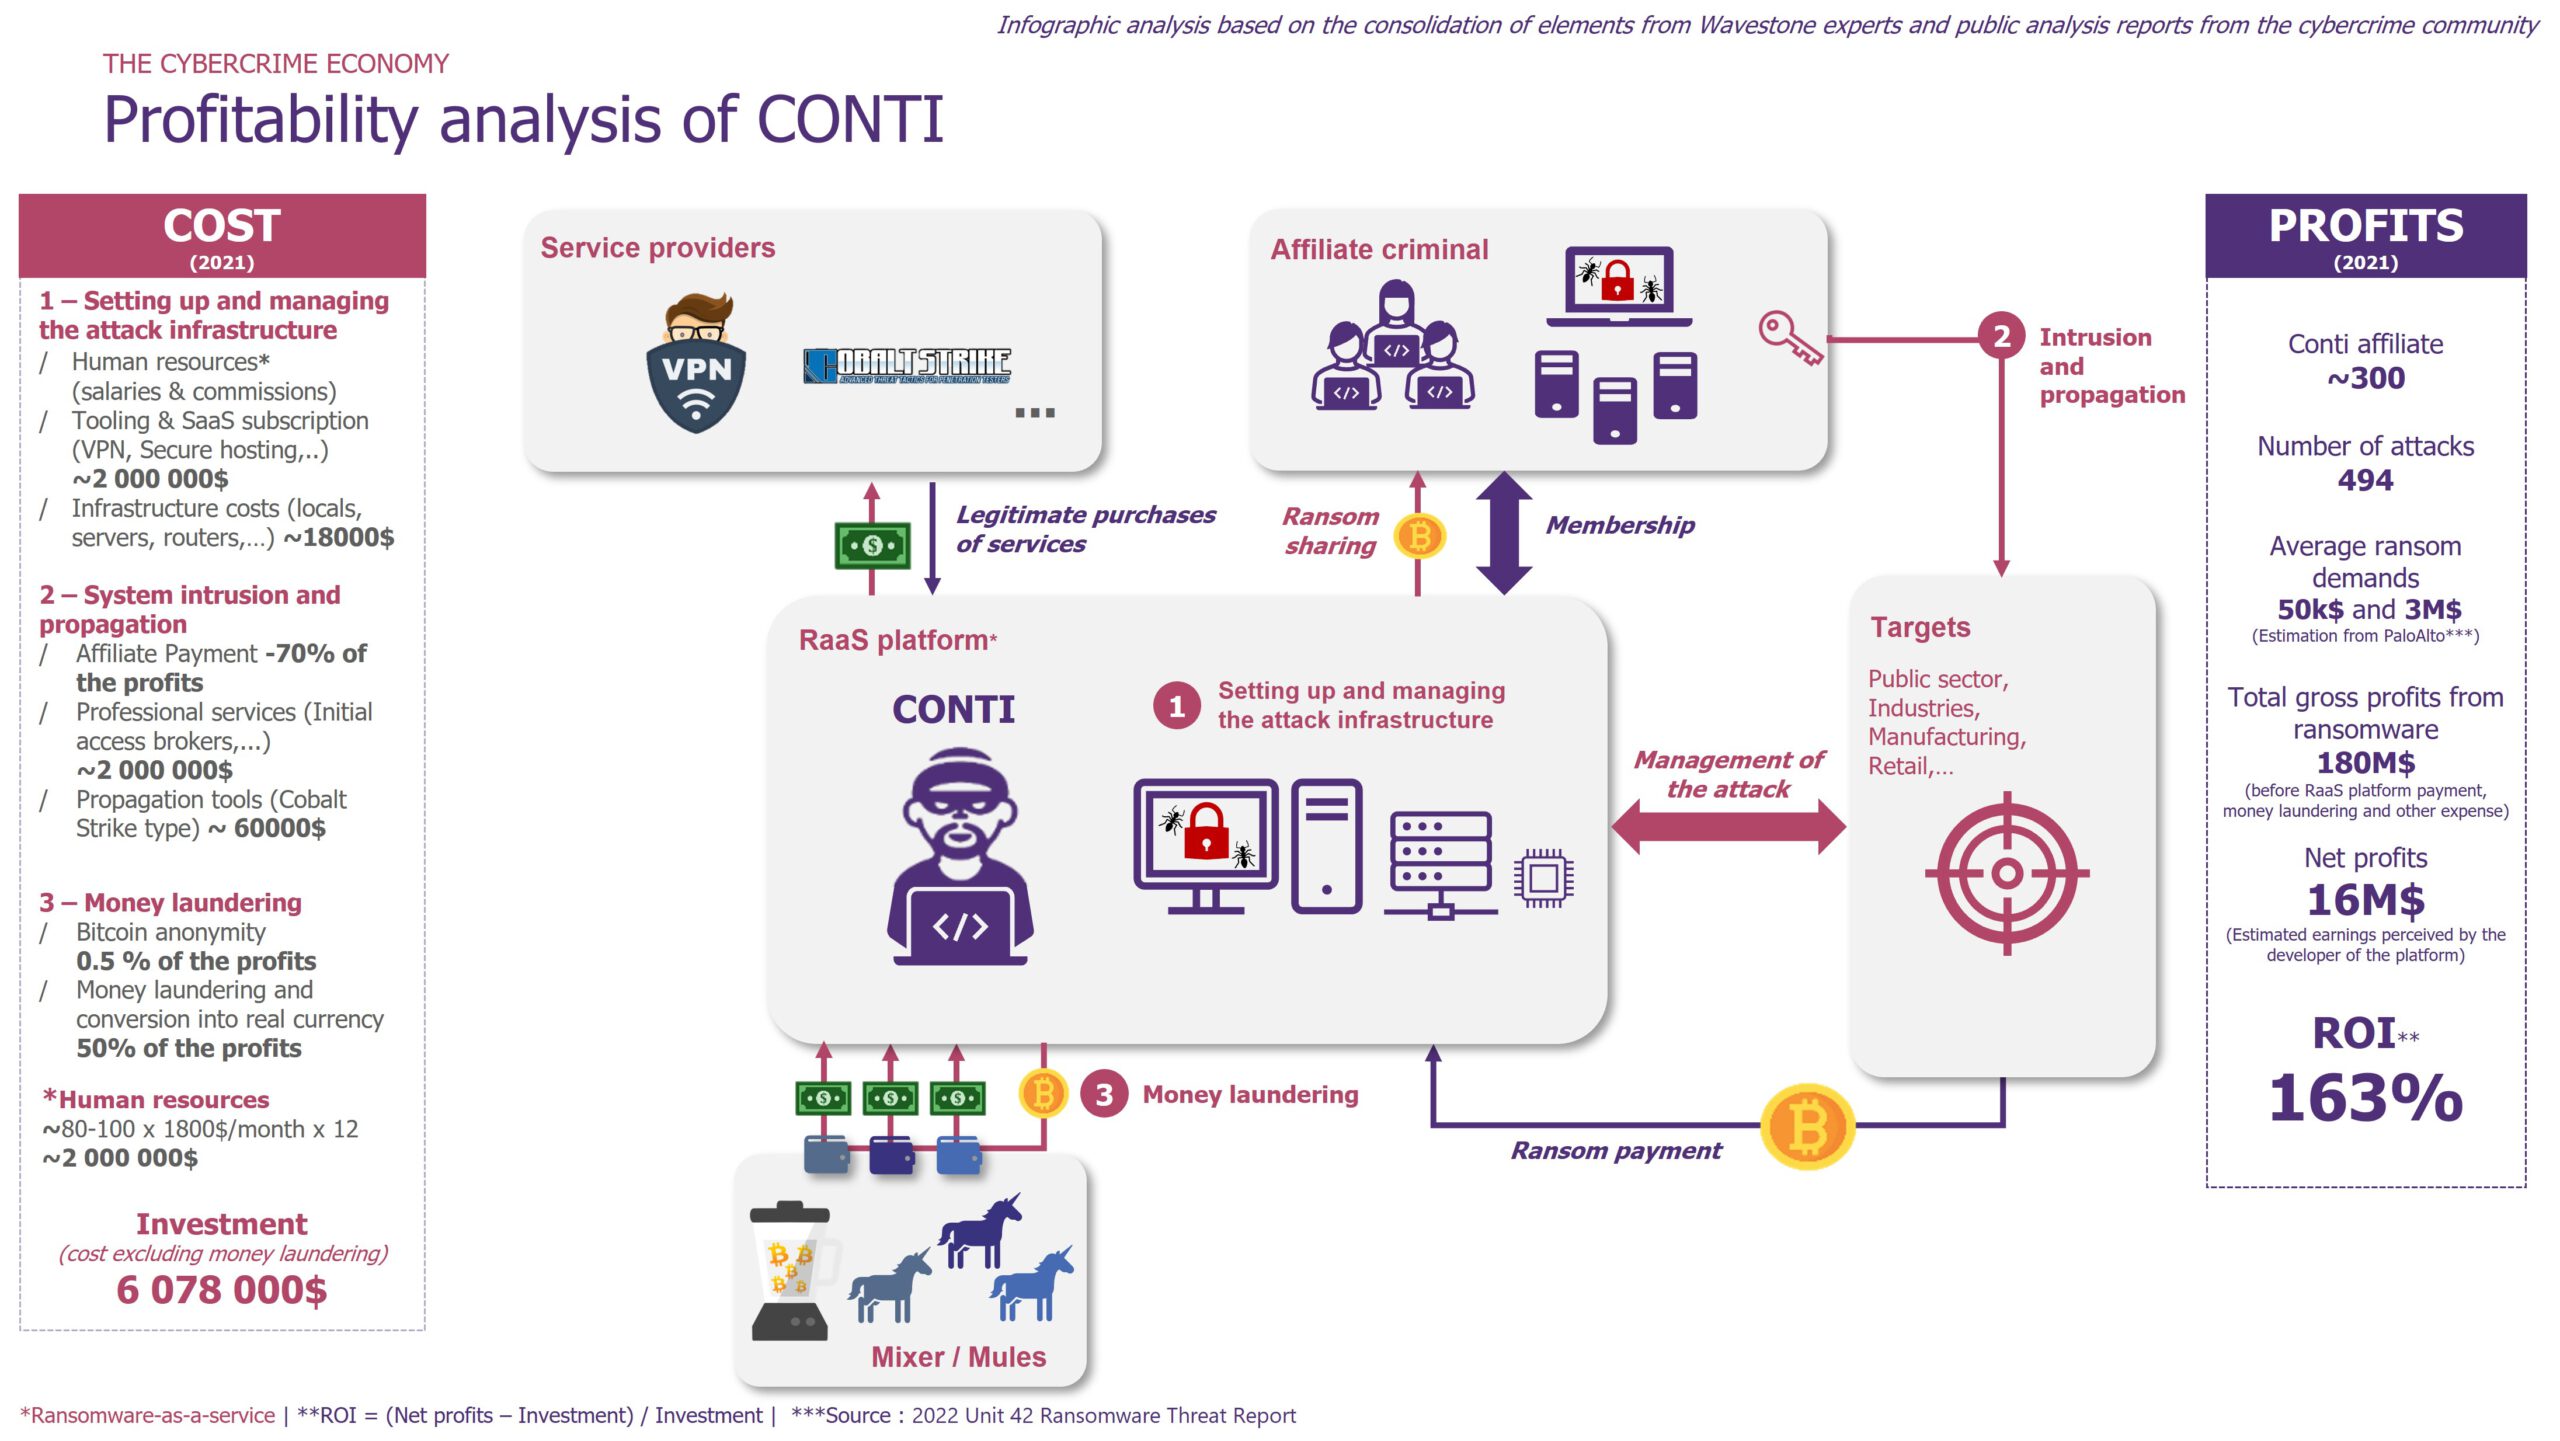 Infographic analysis based on the consolidation of elements from Wavestone experts and public analysis reports from the cybercrime community
THE CYBERCRIME ECONOMY
Profitability analysis of CONTI
COST
(2021)
1 – Setting up and managing
the attack infrastructure
/ Human resources*
(salaries & commissions)
/ Tooling & SaaS subscription
(VPN, Secure hosting,..)
~2 000 000$
/ Infrastructure costs (locals,
servers, routers,...) ~18000$
2 – System intrusion and
propagation
/ Affiliate Payment -70% of
the profits
/ Professional services (Initial
access brokers,...)
~2 000 000$
/ Propagation tools (Cobalt
Strike type) ~ 60000$
3 – Money laundering
/ Bitcoin anonymity
0.5 % of the profits
/ Money laundering and
conversion into real currency
50% of the profits
*Human resources
~80-100 x 1800$/month x 12
~2 000 000$
Investment
(cost excluding money laundering)
6 078 000$
Service providers
VPN
COBALT STRIKE
ADVANCED THREAT TACTICS FOR PENETRATION TESTERS
...
Legitimate purchases
of services
Affiliate criminal
</>
</>
</>
Ransom
sharing
Membership
2
Intrusion
and
propagation
RaaS platform*
CONTI
</>
1
Setting up and managing
the attack infrastructure
Management of
the attack
Targets
Public sector,
Industries,
Manufacturing,
Retail,...
3
Money laundering
Ransom payment
Mixer / Mules
PROFITS
(2021)
Conti affiliate
~300
Number of attacks
494
Average ransom
demands
50k$ and 3M$
(Estimation from PaloAlto***)
Total gross profits from
ransomware
180M$
(before RaaS platform payment,
money laundering and other expense)
Net profits
16M$
(Estimated earnings perceived by the
developer of the platform)
ROI**
163%
*Ransomware-as-a-service | **ROI = (Net profits – Investment) / Investment | ***Source : 2022 Unit 42 Ransomware Threat Report